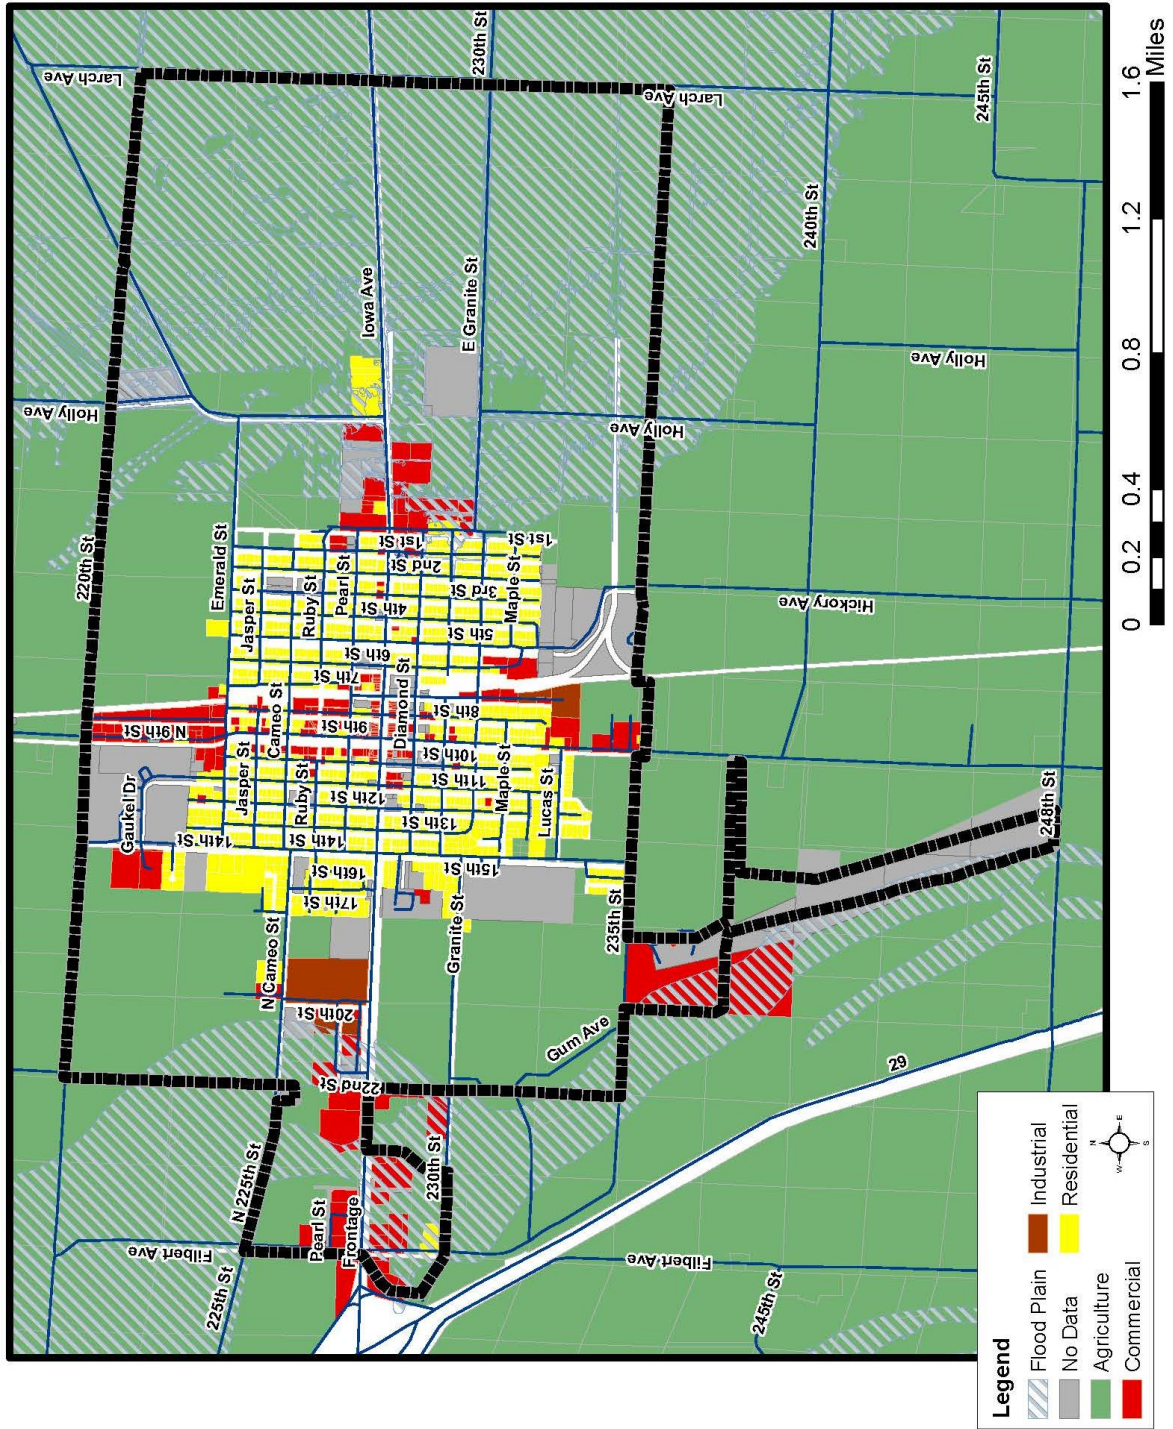 Larch Ave
230th St
Larch Ave
245th St
240th St
Iowa Ave
E Granite St
Holly Ave
Holly Ave
Holly Ave
220th St
Emerald St
1st St
1st St
2nd St
Pearl St
Ruby St
Jasper St
3rd St
Maple St
4th St
5th St
Hickory Ave
6th St
7th St
Diamond St
Cameo St
8th St
N 9th St
9th St
10th St
11th St
Maple St
Jasper St
Ruby St
12th St
Lucas St
Gaukel Dr
13th St
14th St
14th St
15th St
16th St
17th St
248th St
235th St
Granite St
N Cameo St
20th St
Gum Ave
29
22nd St
N 225th St
230th St
Pearl St
Frontage
Filbert Ave
Filbert Ave
225th St
245th St
Legend
Flood Plain
No Data
Agriculture
Commercial
Industrial
Residential
N
W
E
S
0 0.2 0.4 0.8 1.2 1.6
Miles